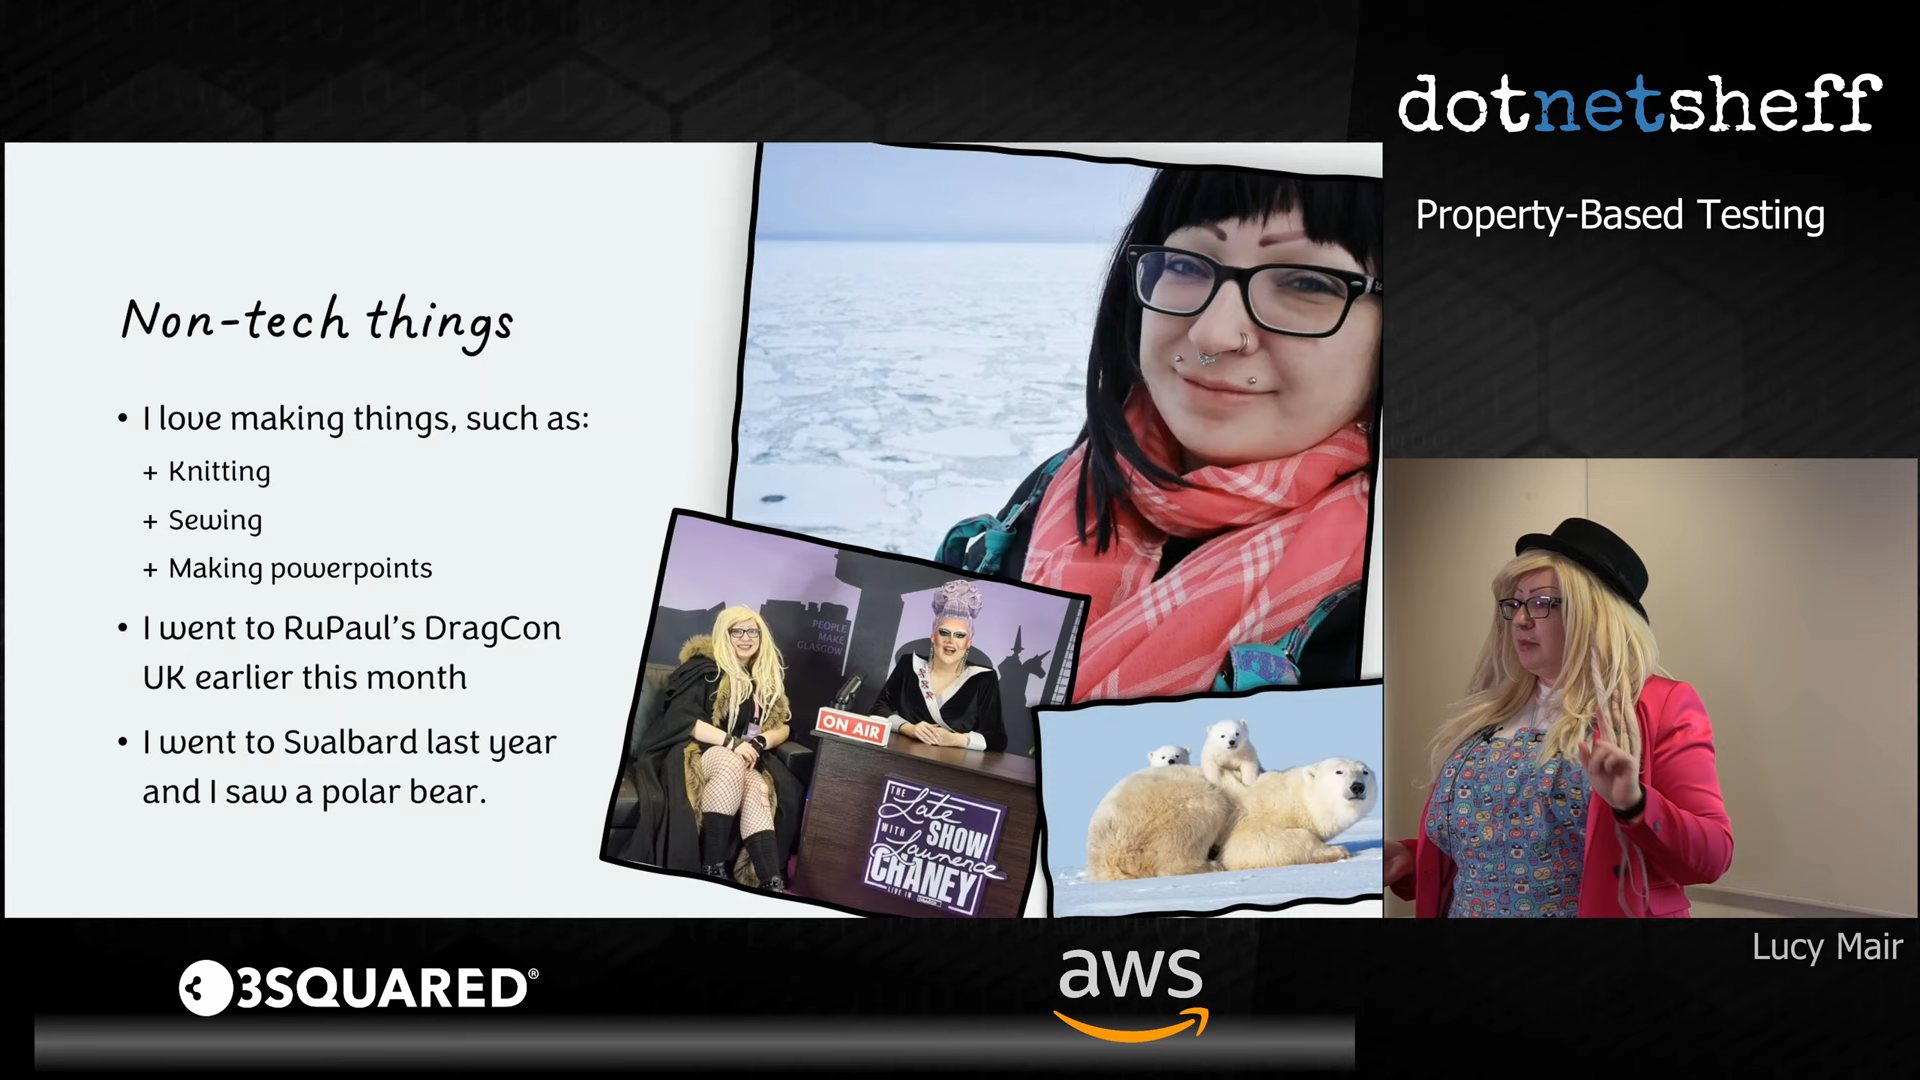 dotnetsheff
Property-Based Testing
Non-tech things
• I love making things, such as:
+ Knitting
+ Sewing
+ Making powerpoints
• I went to RuPaul's DragCon
UK earlier this month
• I went to Svalbard last year
and I saw a polar bear.
PEOPLE
MAKE
GLASGOW
ON AIR
THE
Late
WITH SHOW
Lawrence
CHANEY
LIVE IN
Lucy Mair
3SQUARED®
aws